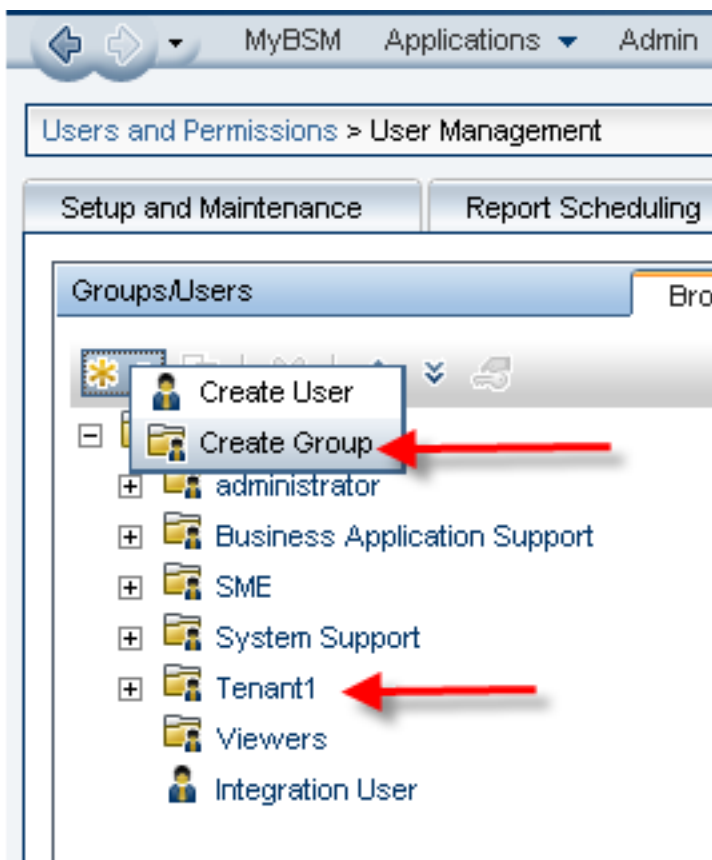 MyBSM Applications Admin
Users and Permissions > User Management
Setup and Maintenance Report Scheduling
Groups/Users Bro
Create User
Create Group
administrator
Business Application Support
SME
System Support
Tenant1
Viewers
Integration User